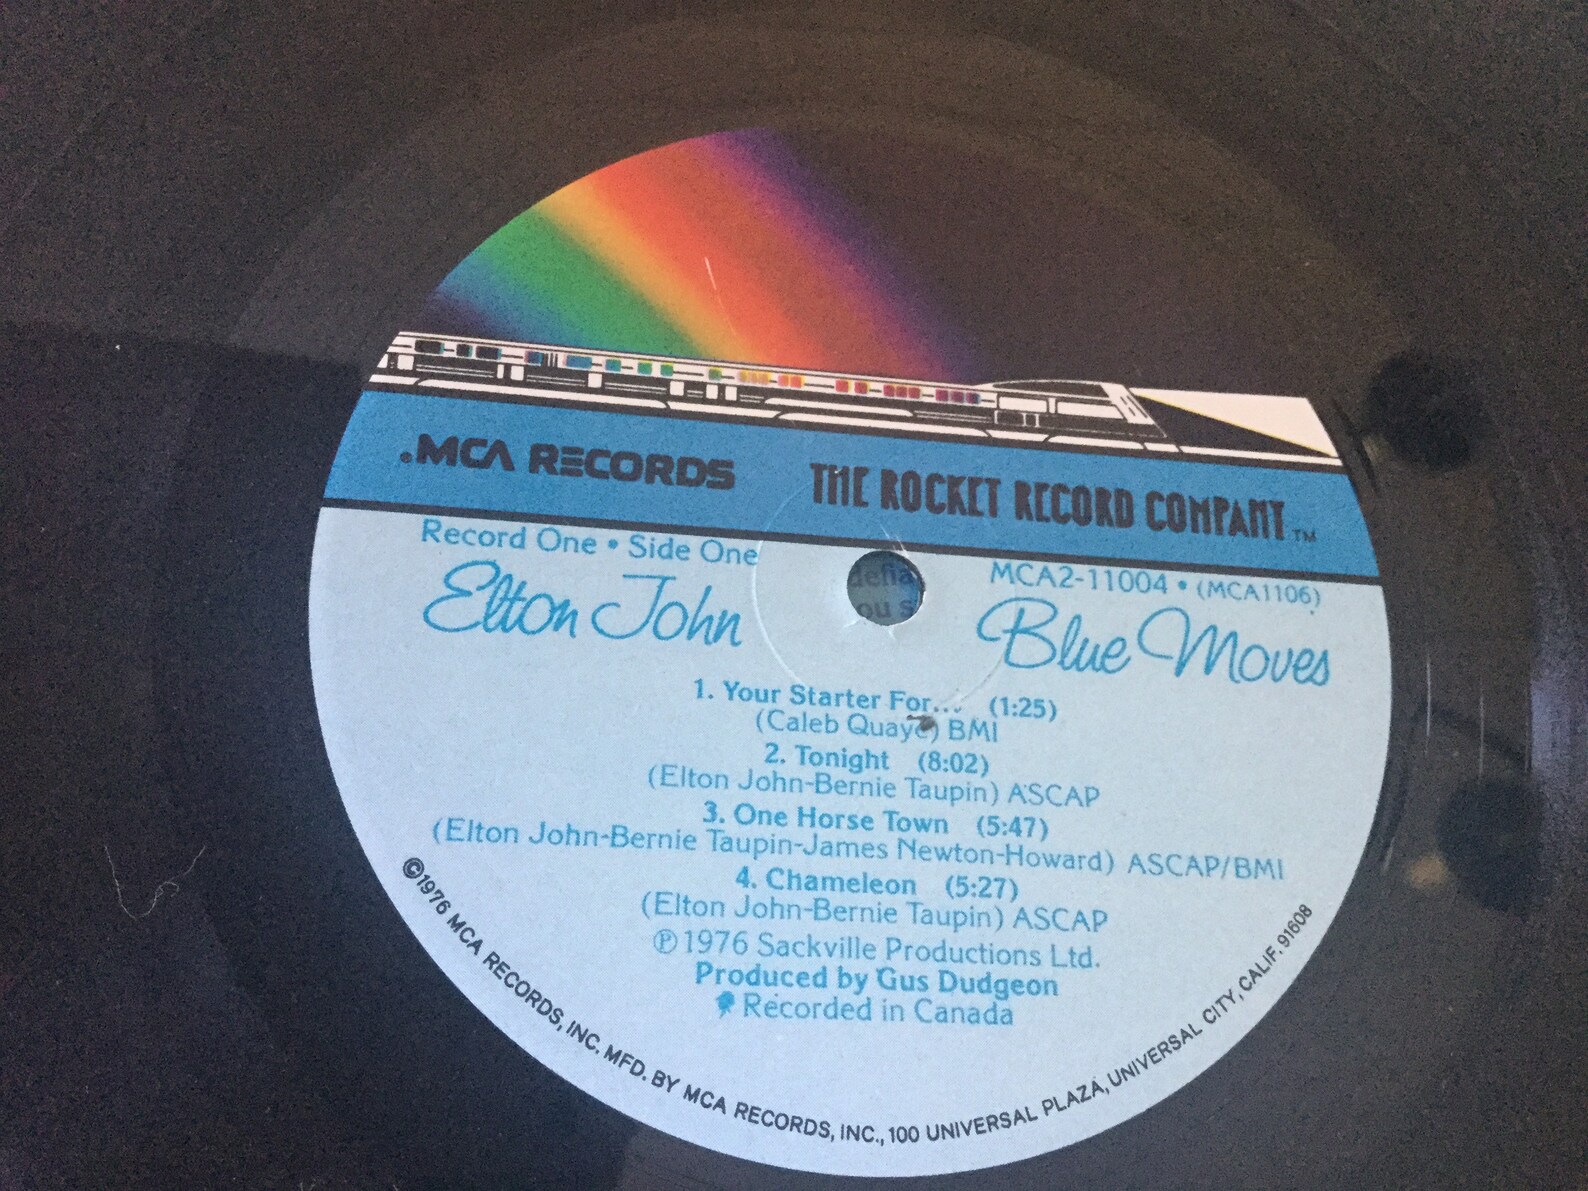 MCA RECORDS THE ROCKET RECORD COMPANY™
Record One • Side One MCA2-11004 • (MCA1106)
Elton John Blue Moves
1. Your Starter For... (1:25)
(Caleb Quaye) BMI
2. Tonight (8:02)
(Elton John-Bernie Taupin) ASCAP
3. One Horse Town (5:47)
(Elton John-Bernie Taupin-James Newton-Howard) ASCAP/BMI
4. Chameleon (5:27)
(Elton John-Bernie Taupin) ASCAP
℗ 1976 Sackville Productions Ltd.
Produced by Gus Dudgeon
Recorded in Canada
©1976 MCA RECORDS, INC. MFD. BY MCA RECORDS, INC., 100 UNIVERSAL PLAZA, UNIVERSAL CITY, CALIF. 91608